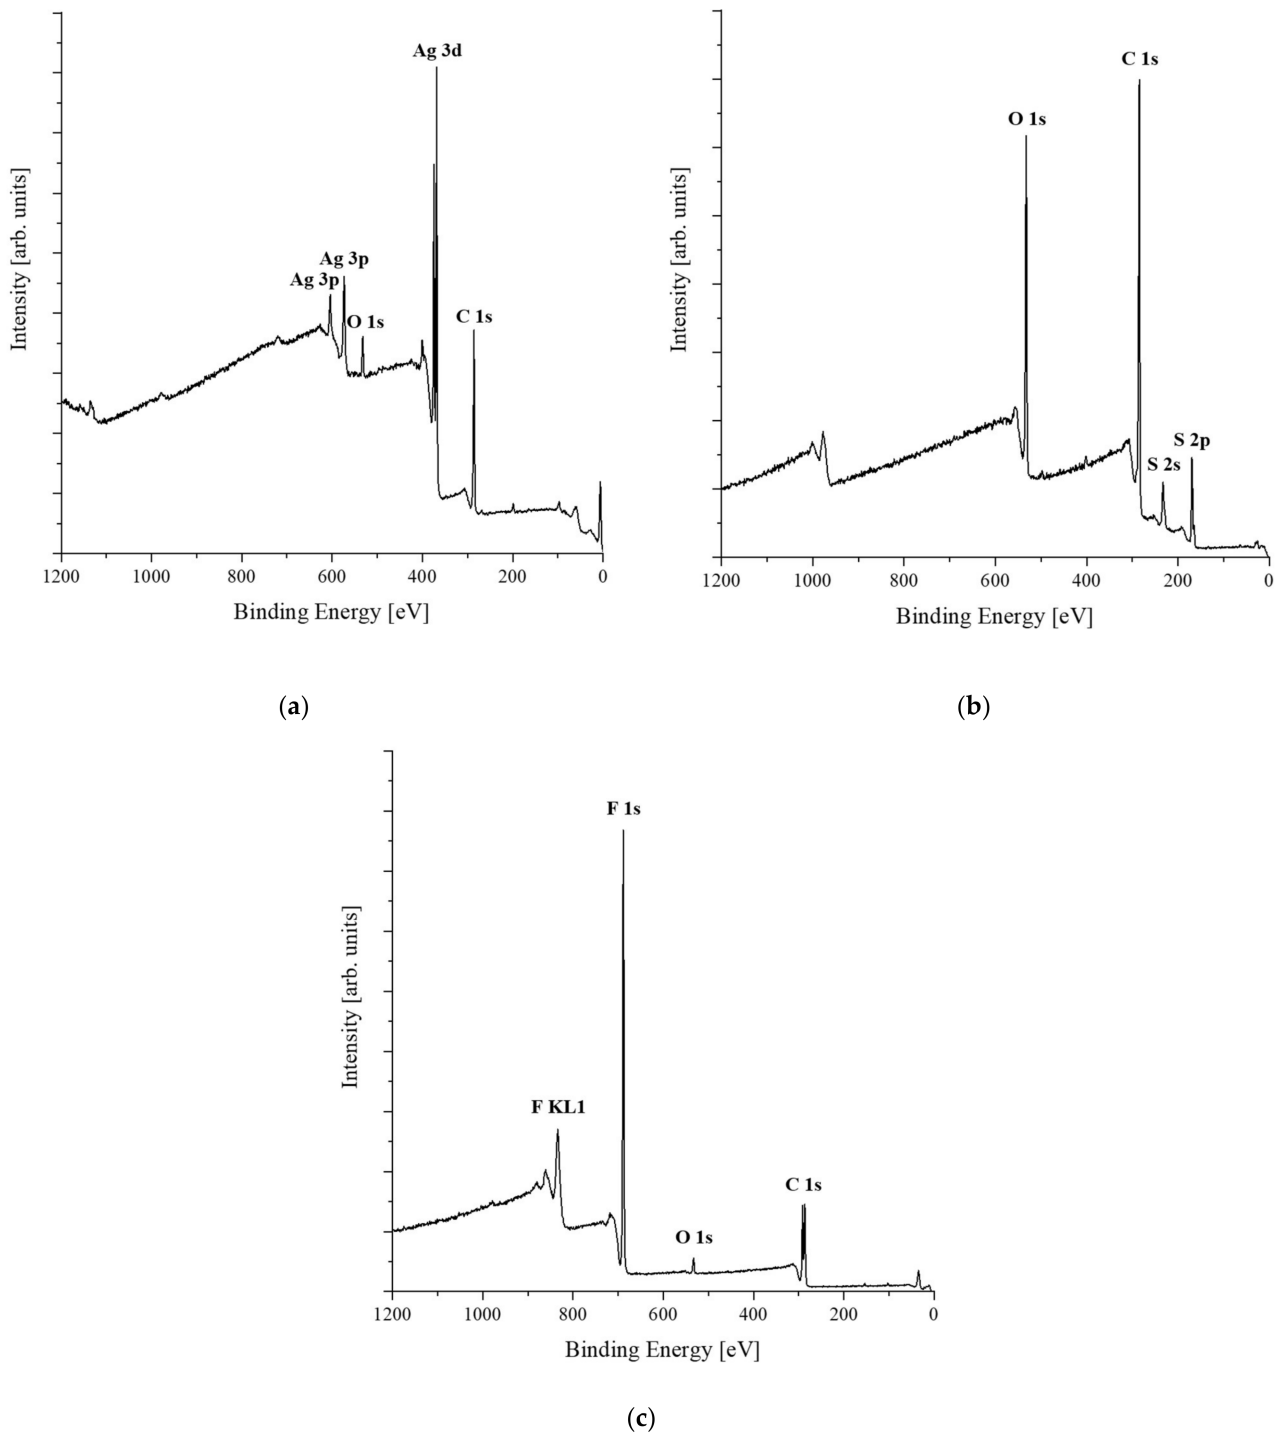 Ag 3d
Ag 3p
Ag 3p
O 1s
C 1s
Intensity [arb. units]
1200 1000 800 600 400 200 0
Binding Energy [eV]
(a)
C 1s
O 1s
S 2p
S 2s
Intensity [arb. units]
1200 1000 800 600 400 200 0
Binding Energy [eV]
(b)
F 1s
F KL1
C 1s
O 1s
Intensity [arb. units]
1200 1000 800 600 400 200 0
Binding Energy [eV]
(c)